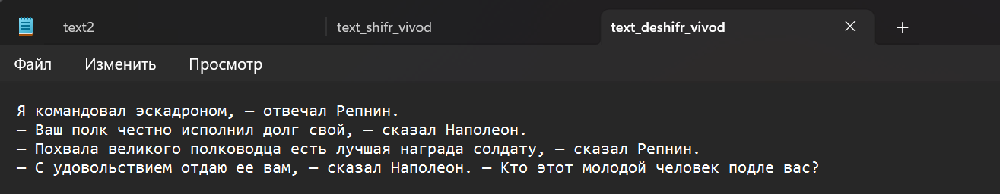 text2 text_shifr_vivod text_deshifr_vivod
Файл Изменить Просмотр
Я командовал эскадроном, — отвечал Репнин.
— Ваш полк честно исполнил долг свой, — сказал Наполеон.
— Похвала великого полководца есть лучшая награда солдату, — сказал Репнин.
— С удовольствием отдаю ее вам, — сказал Наполеон. — Кто этот молодой человек подле вас?